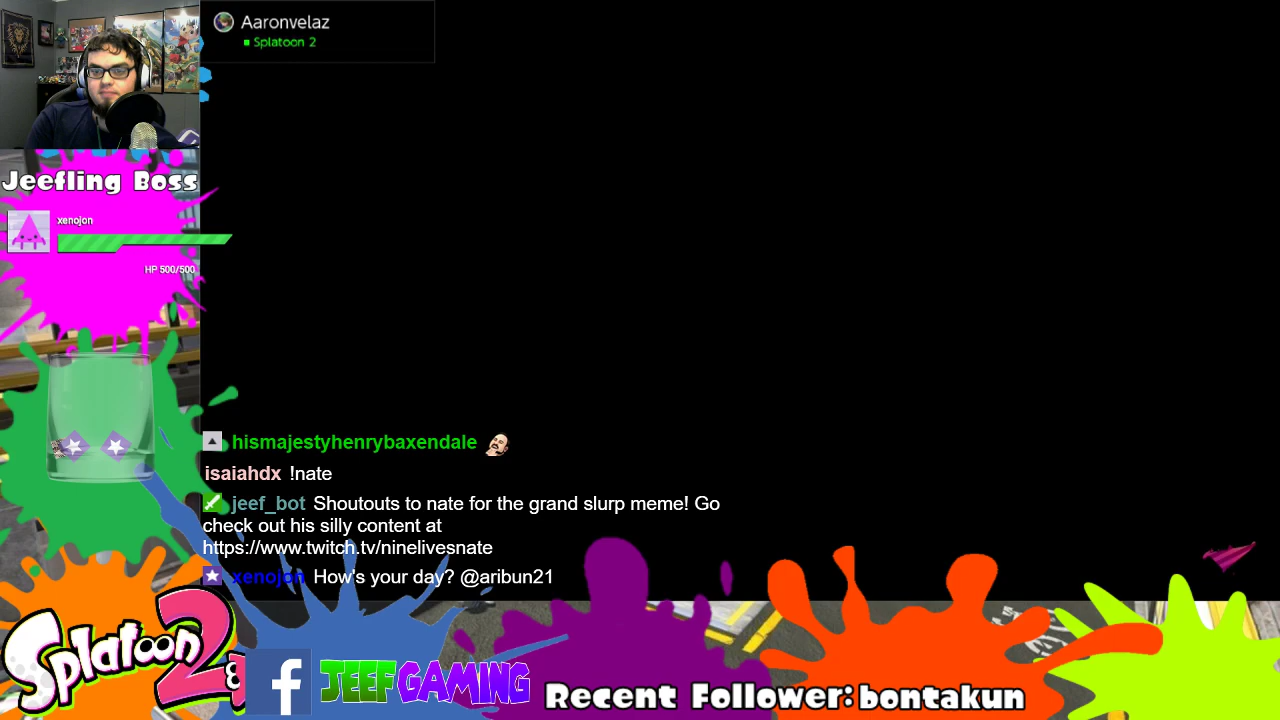 Aaronvelaz
Splatoon 2
Jeefling Boss
xenojon
HP 500/500
hismajestyhenrybaxendale
isaiahdx !nate
jeef_bot Shoutouts to nate for the grand slurp meme! Go
check out his silly content at
https://www.twitch.tv/ninelivesnate
xenojon How's your day? @aribun21
Splatoon 2
f JEEFGAMING
Recent Follower: bontakun